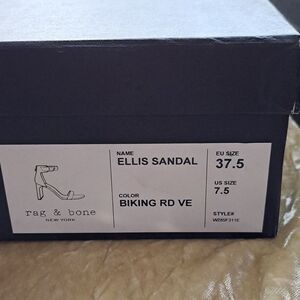 rag & bone
NEW YORK
NAME
ELLIS SANDAL
COLOR
BIKING RD VE
EU SIZE
37.5
US SIZE
7.5
STYLE#
W285F311E